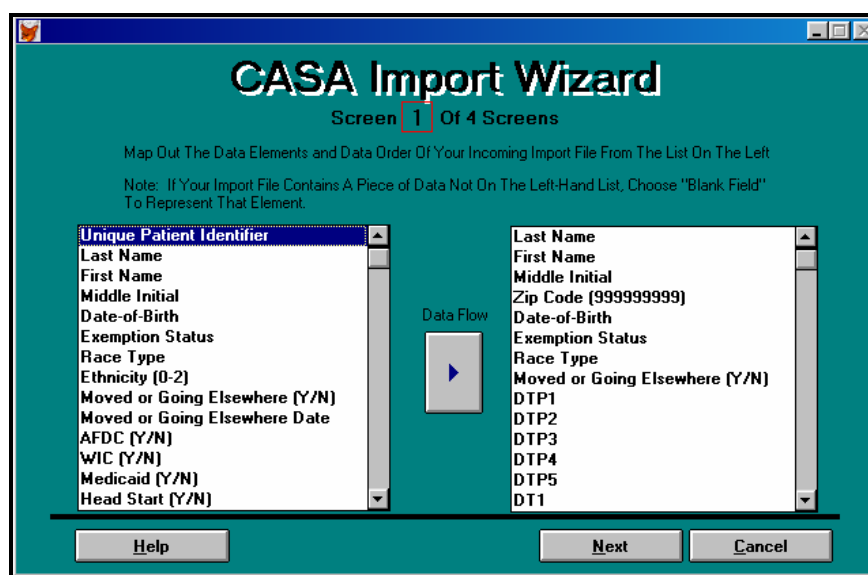 CASA Import Wizard
Screen 1 Of 4 Screens
Map Out The Data Elements and Data Order Of Your Incoming Import File From The List On The Left
Note: If Your Import File Contains A Piece of Data Not On The Left-Hand List, Choose "Blank Field"
To Represent That Element.
Unique Patient Identifier
Last Name
First Name
Middle Initial
Date-of-Birth
Exemption Status
Race Type
Ethnicity (0-2)
Moved or Going Elsewhere (Y/N)
Moved or Going Elsewhere Date
AFDC (Y/N)
WIC (Y/N)
Medicaid (Y/N)
Head Start (Y/N)
Data Flow
Last Name
First Name
Middle Initial
Zip Code (999999999)
Date-of-Birth
Exemption Status
Race Type
Moved or Going Elsewhere (Y/N)
DTP1
DTP2
DTP3
DTP4
DTP5
DT1
Help
Next
Cancel